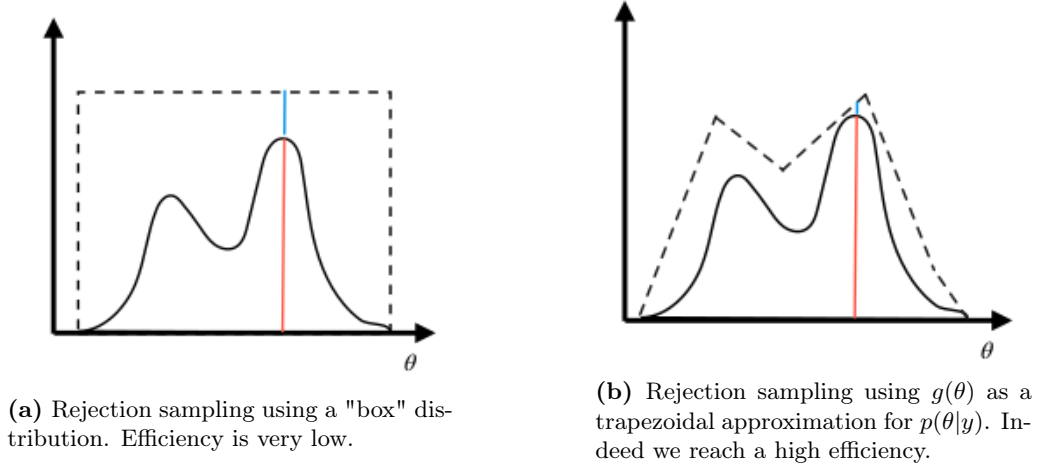 θ
θ
(a) Rejection sampling using a "box" dis-
tribution. Efficiency is very low.
(b) Rejection sampling using g(θ) as a
trapezoidal approximation for p(θ|y). In-
deed we reach a high efficiency.